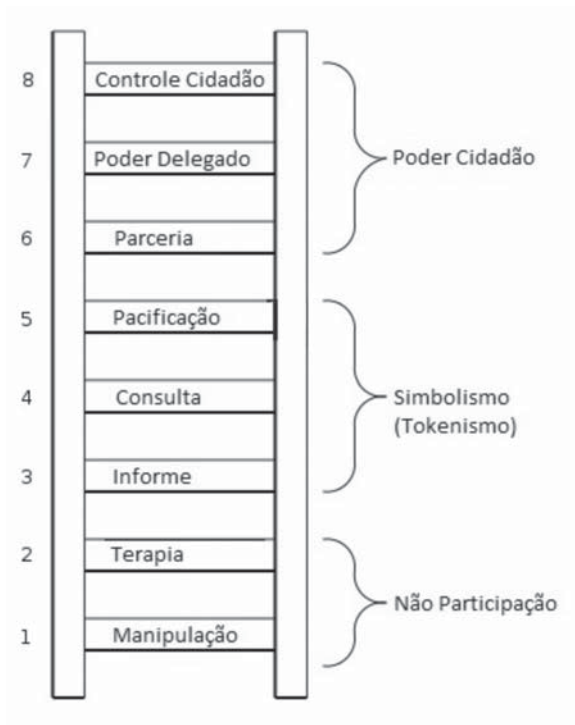 8 Controle Cidadão
7 Poder Delegado
Poder Cidadão
6 Parceria
5 Pacificação
4 Consulta
Simbolismo
(Tokenismo)
3 Informe
2 Terapia
Não Participação
1 Manipulação